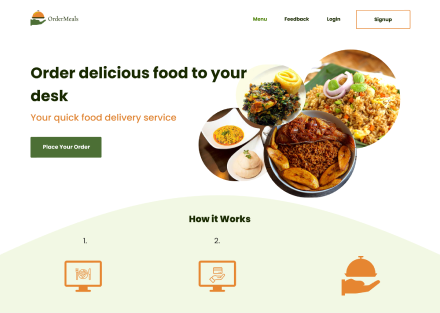 OrderMeals
Menu
Feedback
Login
Signup
Order delicious food to your
desk
Your quick food delivery service
Place Your Order
How it Works
1.
2.